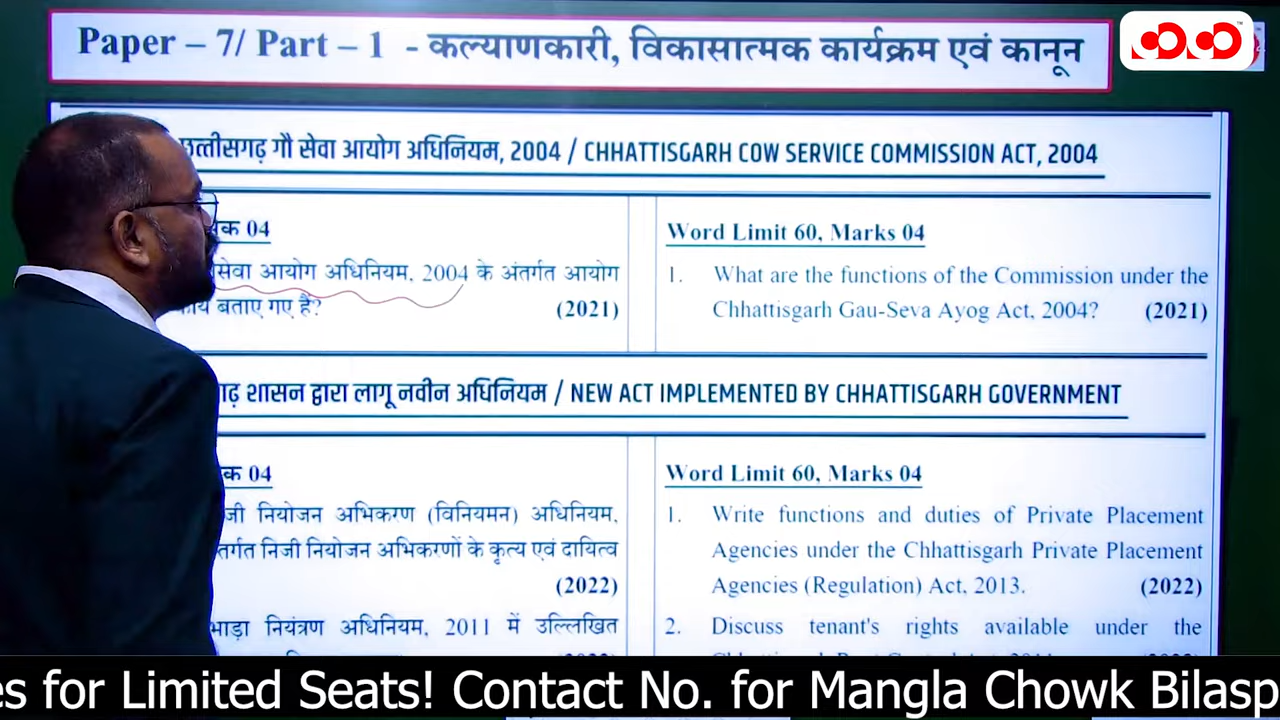 Paper – 7/ Part – 1 - कल्याणकारी, विकासात्मक कार्यक्रम एवं कानून
छत्तीसगढ़ गौ सेवा आयोग अधिनियम, 2004 / CHHATTISGARH COW SERVICE COMMISSION ACT, 2004
04
सेवा आयोग अधिनियम, 2004 के अंतर्गत आयोग
बताए गए हैं? (2021)
Word Limit 60, Marks 04
1. What are the functions of the Commission under the
Chhattisgarh Gau-Seva Ayog Act, 2004? (2021)
शासन द्वारा लागू नवीन अधिनियम / NEW ACT IMPLEMENTED BY CHHATTISGARH GOVERNMENT
04
नियोजन अभिकरण (विनियमन) अधिनियम,
निजी नियोजन अभिकरणों के कृत्य एवं दायित्व
(2022)
भाड़ा नियंत्रण अधिनियम, 2011 में उल्लिखित
Word Limit 60, Marks 04
1. Write functions and duties of Private Placement
Agencies under the Chhattisgarh Private Placement
Agencies (Regulation) Act, 2013. (2022)
2. Discuss tenant's rights available under the
es for Limited Seats! Contact No. for Mangla Chowk Bilasp